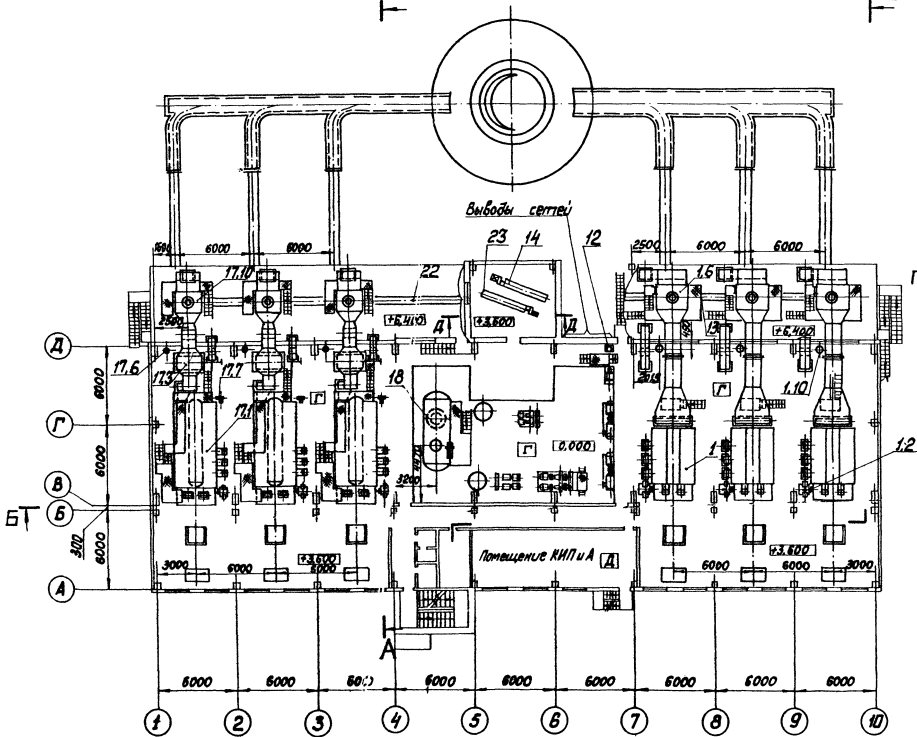 Выводы сетей
23 14 12
2500 6000 6000
6000 6000
17.10 22 1.6
Г
2500 +6.400 Д +3.600 Д 13 +6.400
Д
17.6 17.5 17.7 1.10
6000 18 Г Г
Г
17.1 Г 0.000 1 1.2
6000 3200
В
Б Б
300
6000 Помещение КИП и А Д
+3.600 +3.600
3000 6000 6000 6000 6000 3000
А
А
6000 6000 6000 6000 6000 6000 6000 6000 6000
1 2 3 4 5 6 7 8 9 10